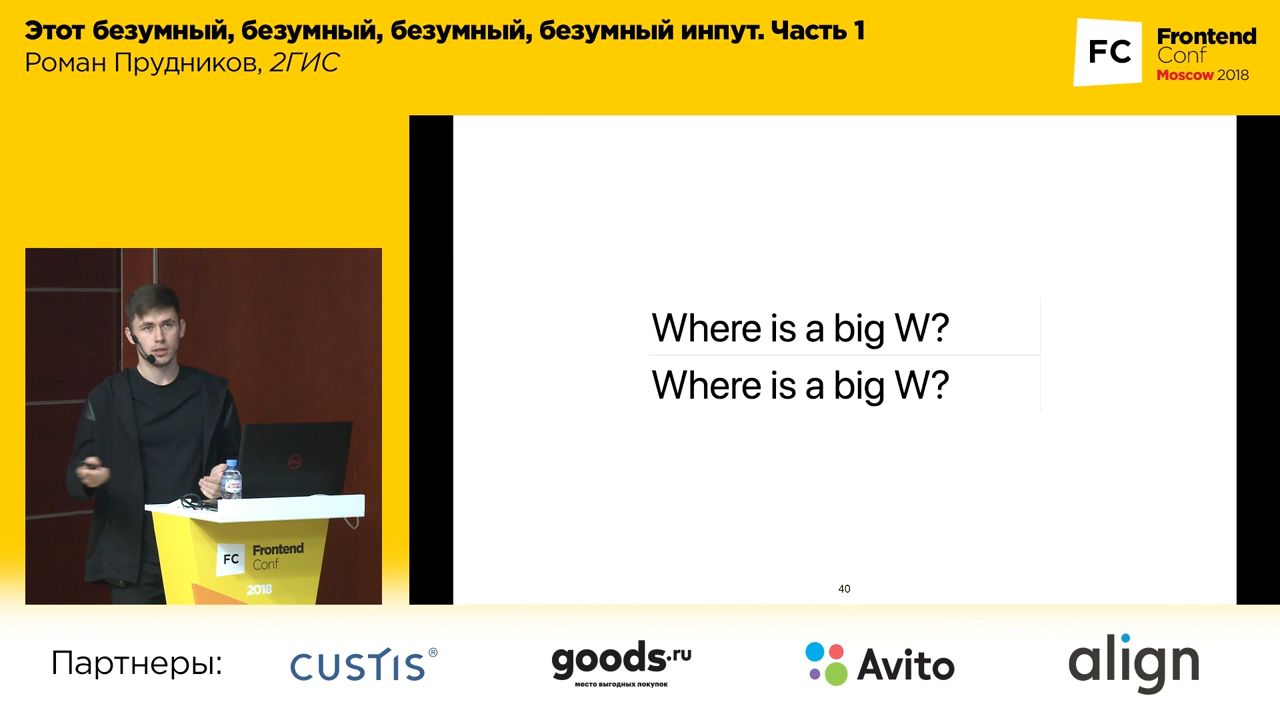 Этот безумный, безумный, безумный, безумный инпут. Часть 1
Роман Прудников, 2ГИС
FC
Frontend
Conf
Moscow 2018
Where is a big W?
Where is a big W?
40
FC
Frontend
Conf
2018
Партнеры:
CUSTIS®
goods.ru
место выгодных покупок
Avito
align